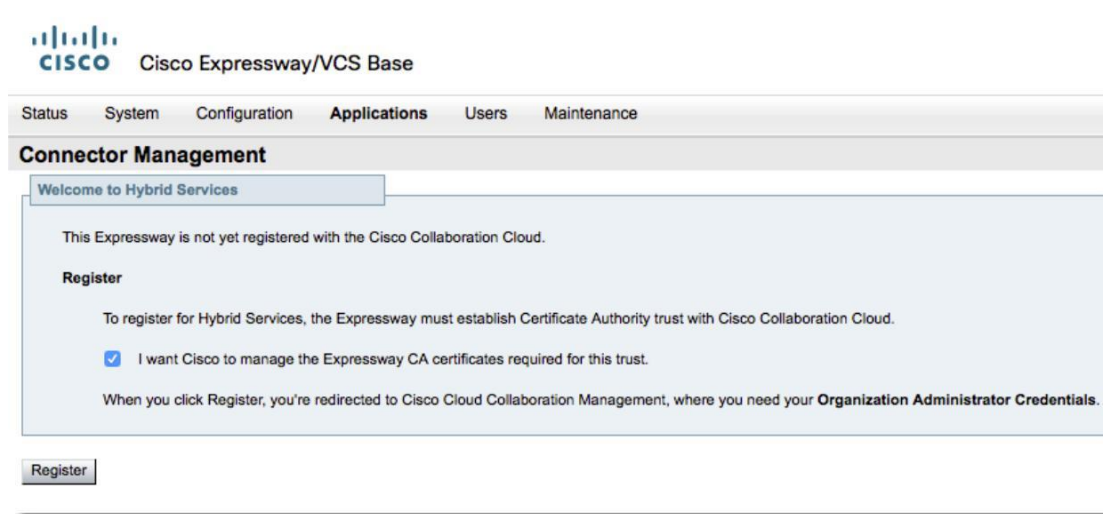 CISCO Cisco Expressway/VCS Base
Status System Configuration Applications Users Maintenance
Connector Management
Welcome to Hybrid Services
This Expressway is not yet registered with the Cisco Collaboration Cloud.
Register
To register for Hybrid Services, the Expressway must establish Certificate Authority trust with Cisco Collaboration Cloud.
I want Cisco to manage the Expressway CA certificates required for this trust.
When you click Register, you're redirected to Cisco Cloud Collaboration Management, where you need your Organization Administrator Credentials.
Register